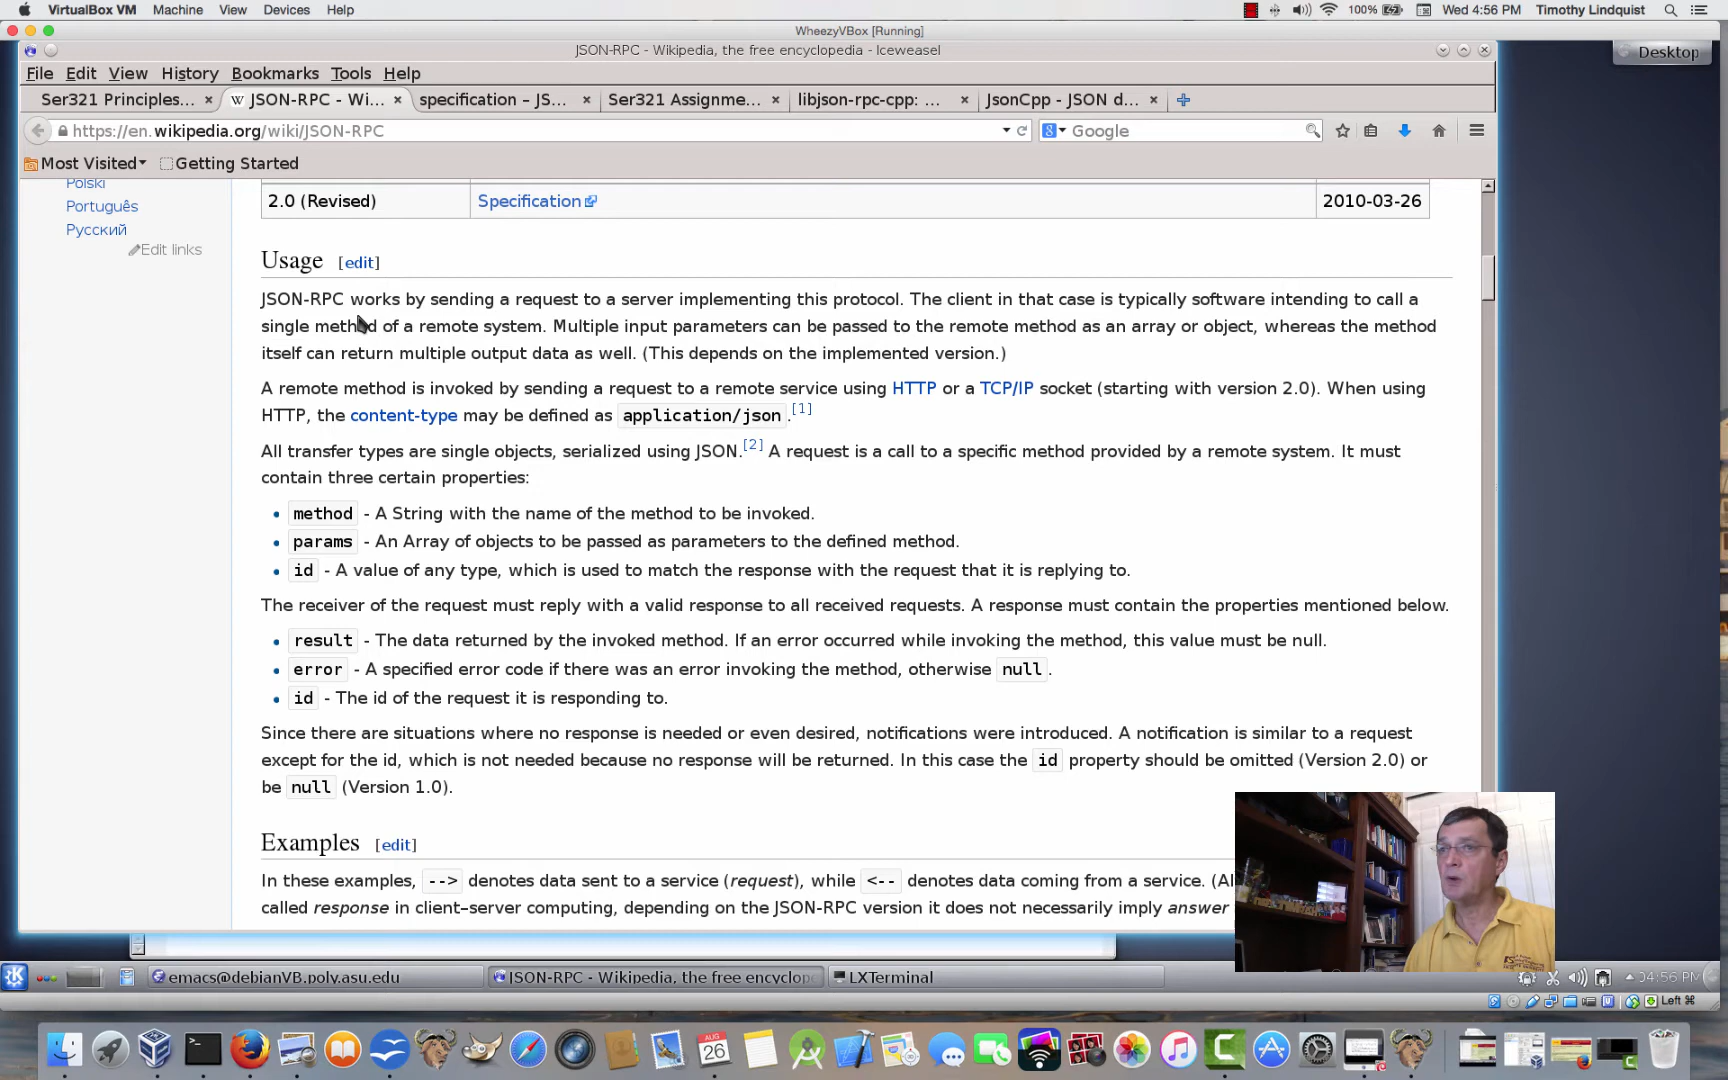 VirtualBox VM Machine View Devices Help 100% Wed 4:56 PM Timothy Lindquist
WheezyVBox [Running]
JSON-RPC - Wikipedia, the free encyclopedia - Iceweasel
Desktop
File Edit View History Bookmarks Tools Help
Ser321 Principles... × W JSON-RPC - Wi... × specification – JS... × Ser321 Assignme... × libjson-rpc-cpp: ... × JsonCpp - JSON d... ×
https://en.wikipedia.org/wiki/JSON-RPC Google
Most Visited Getting Started
Polski
2.0 (Revised) Specification 2010-03-26
Português
Русский
Edit links
Usage [edit]
JSON-RPC works by sending a request to a server implementing this protocol. The client in that case is typically software intending to call a
single method of a remote system. Multiple input parameters can be passed to the remote method as an array or object, whereas the method
itself can return multiple output data as well. (This depends on the implemented version.)
A remote method is invoked by sending a request to a remote service using HTTP or a TCP/IP socket (starting with version 2.0). When using
HTTP, the content-type may be defined as application/json.[1]
All transfer types are single objects, serialized using JSON.[2] A request is a call to a specific method provided by a remote system. It must
contain three certain properties:
• method - A String with the name of the method to be invoked.
• params - An Array of objects to be passed as parameters to the defined method.
• id - A value of any type, which is used to match the response with the request that it is replying to.
The receiver of the request must reply with a valid response to all received requests. A response must contain the properties mentioned below.
• result - The data returned by the invoked method. If an error occurred while invoking the method, this value must be null.
• error - A specified error code if there was an error invoking the method, otherwise null.
• id - The id of the request it is responding to.
Since there are situations where no response is needed or even desired, notifications were introduced. A notification is similar to a request
except for the id, which is not needed because no response will be returned. In this case the id property should be omitted (Version 2.0) or
be null (Version 1.0).
Examples [edit]
In these examples, --> denotes data sent to a service (request), while <-- denotes data coming from a service. (Al
called response in client–server computing, depending on the JSON-RPC version it does not necessarily imply answer
emacs@debianVB.poly.asu.edu JSON-RPC - Wikipedia, the free encyclop LXTerminal 04:56 PM
Left ⌘
AUG
26